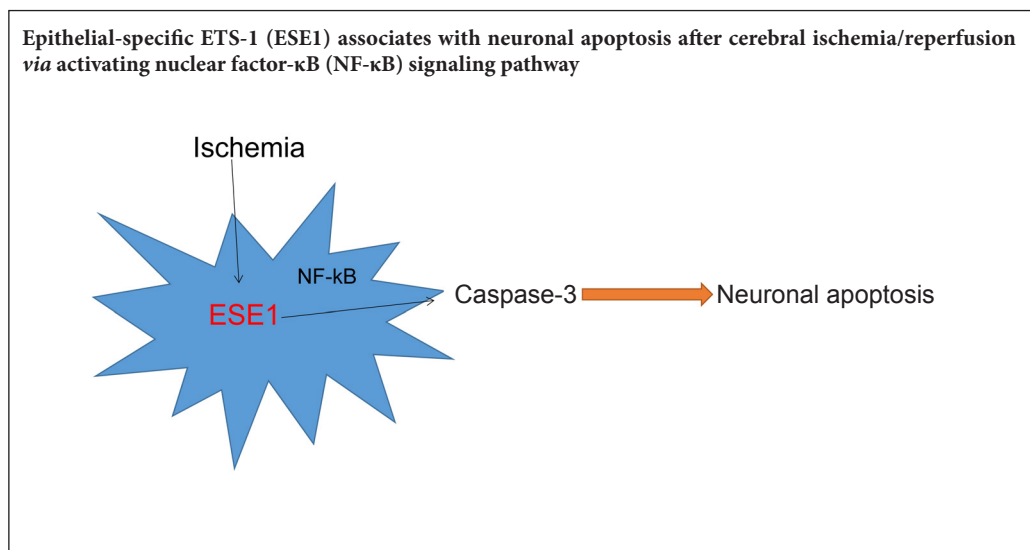 Epithelial-specific ETS-1 (ESE1) associates with neuronal apoptosis after cerebral ischemia/reperfusion
via activating nuclear factor-κB (NF-κB) signaling pathway
Ischemia
NF-kB
ESE1
Caspase-3
Neuronal apoptosis